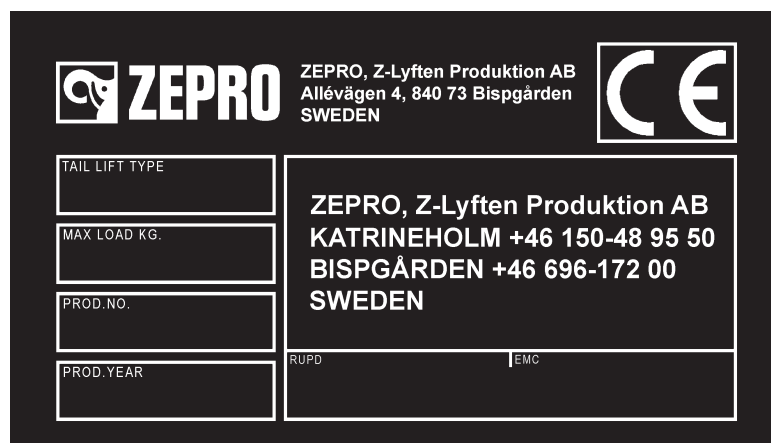 ZEPRO
ZEPRO, Z-Lyften Produktion AB
Allévägen 4, 840 73 Bispgården
SWEDEN
CE
TAIL LIFT TYPE
MAX LOAD KG.
PROD.NO.
PROD.YEAR
ZEPRO, Z-Lyften Produktion AB
KATRINEHOLM +46 150-48 95 50
BISPGÅRDEN +46 696-172 00
SWEDEN
RUPD
EMC